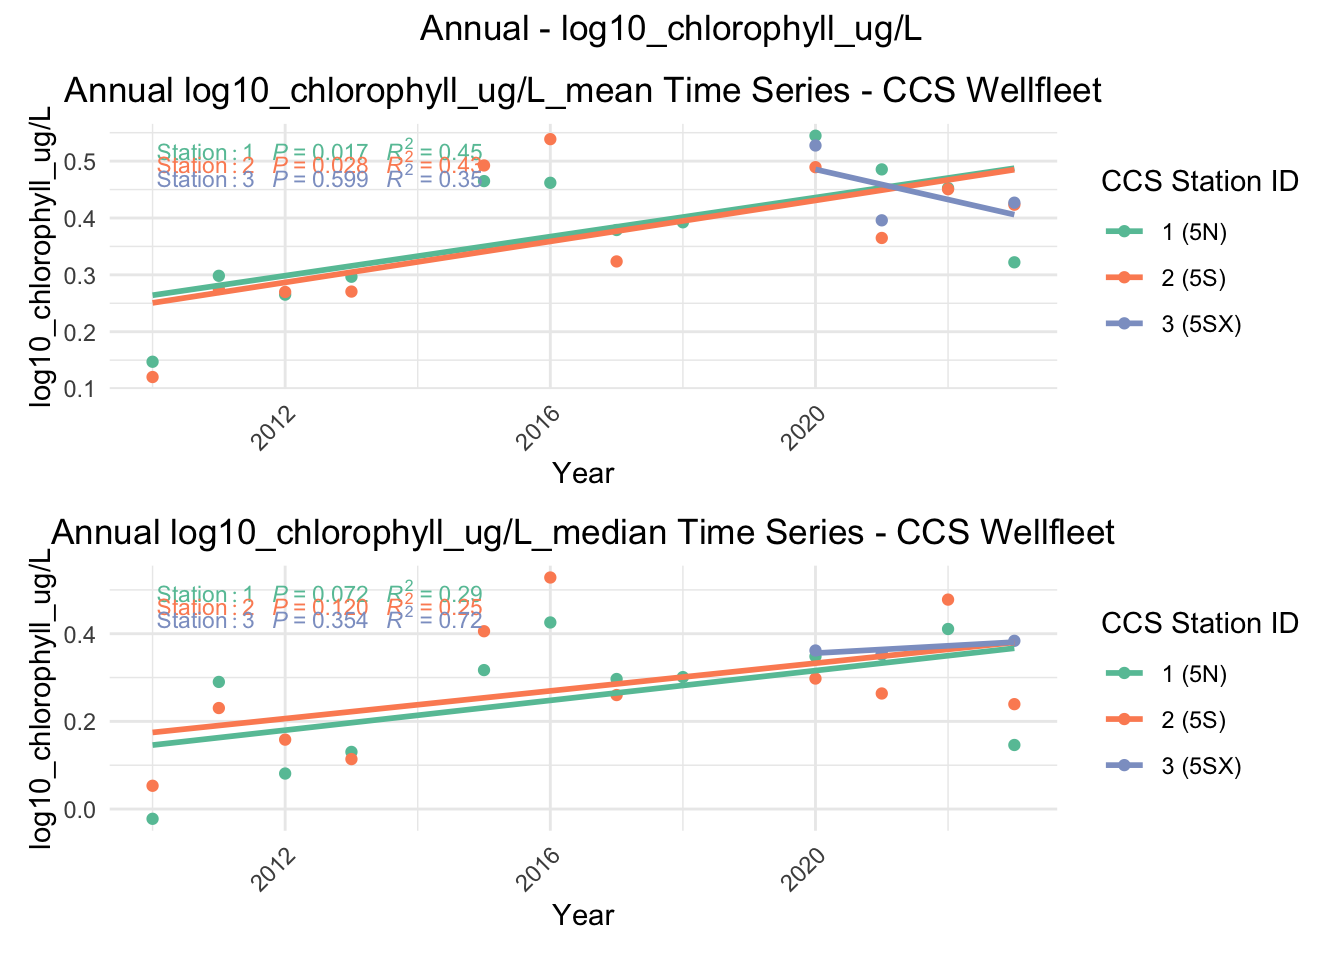 Annual - log10_chlorophyll_ug/L
Annual log10_chlorophyll_ug/L_mean Time Series - CCS Wellfleet
log10_chlorophyll_ug/L
0.5
0.4
0.3
0.2
0.1
Station : 1 P = 0.017 R² = 0.45
Station : 2 P = 0.028 R² = 0.43
Station : 3 P = 0.599 R² = 0.35
2012
2016
2020
Year
CCS Station ID
1 (5N)
2 (5S)
3 (5SX)
Annual log10_chlorophyll_ug/L_median Time Series - CCS Wellfleet
log10_chlorophyll_ug/L
0.4
0.2
0.0
Station : 1 P = 0.072 R² = 0.29
Station : 2 P = 0.120 R² = 0.25
Station : 3 P = 0.354 R² = 0.72
2012
2016
2020
Year
CCS Station ID
1 (5N)
2 (5S)
3 (5SX)